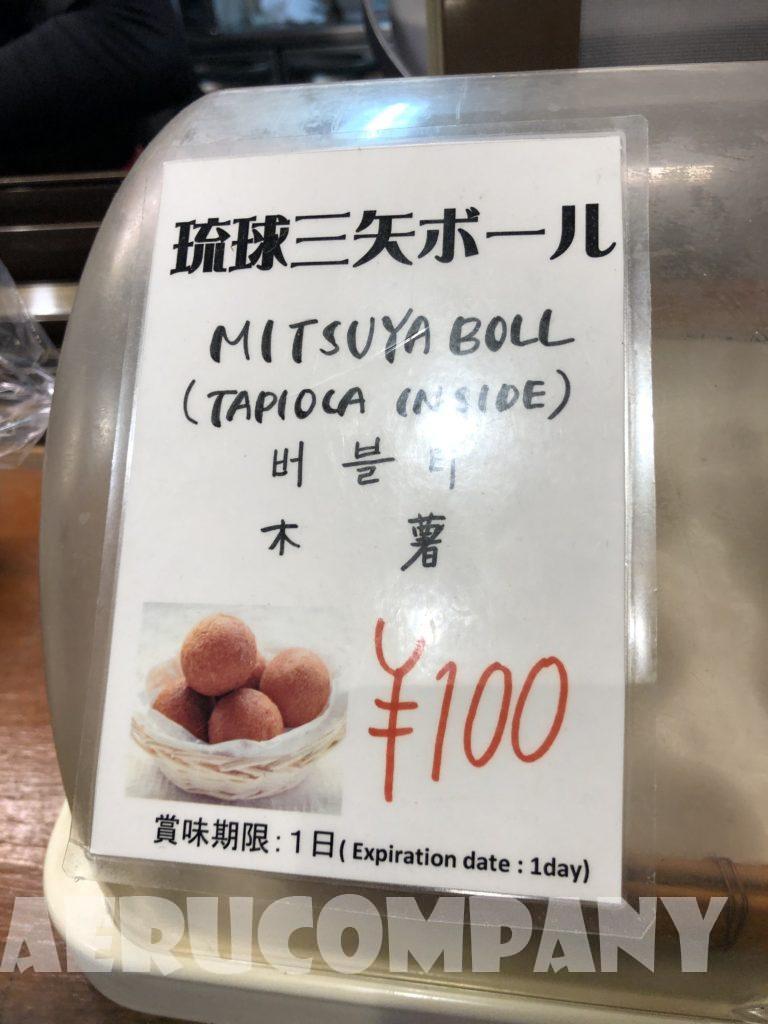 琉球三矢ボール
MITSUYA BOLL
(TAPIOCA INSIDE)
버블티
木 薯
¥100
賞味期限:1日(Expiration date : 1day)
AERUCOMPANY